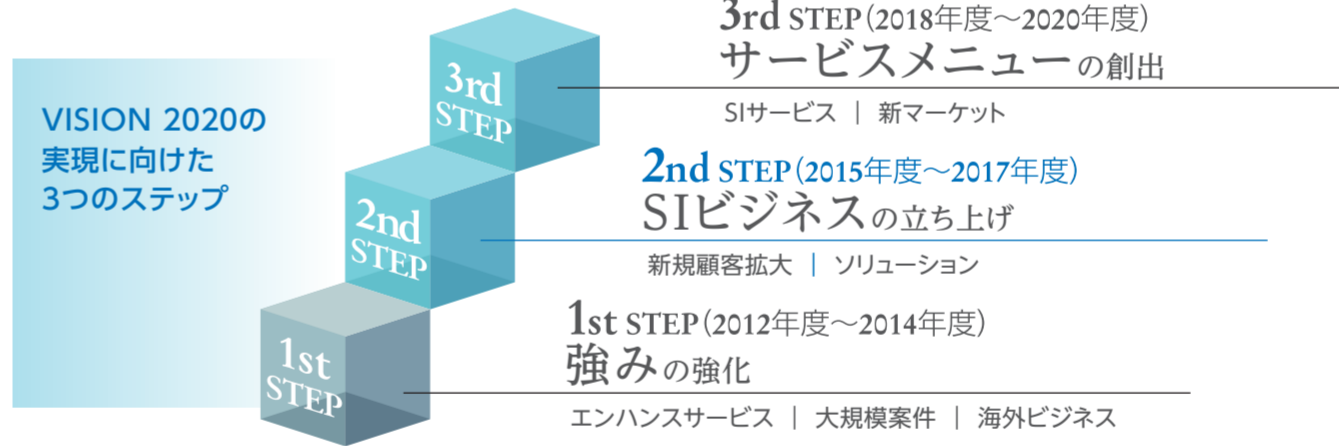 VISION 2020の
実現に向けた
3つのステップ
3rd
STEP
3rd STEP(2018年度～2020年度)
サービスメニューの創出
SIサービス | 新マーケット
2nd
STEP
2nd STEP(2015年度～2017年度)
SIビジネスの立ち上げ
新規顧客拡大 | ソリューション
1st
STEP
1st STEP(2012年度～2014年度)
強みの強化
エンハンスサービス | 大規模案件 | 海外ビジネス